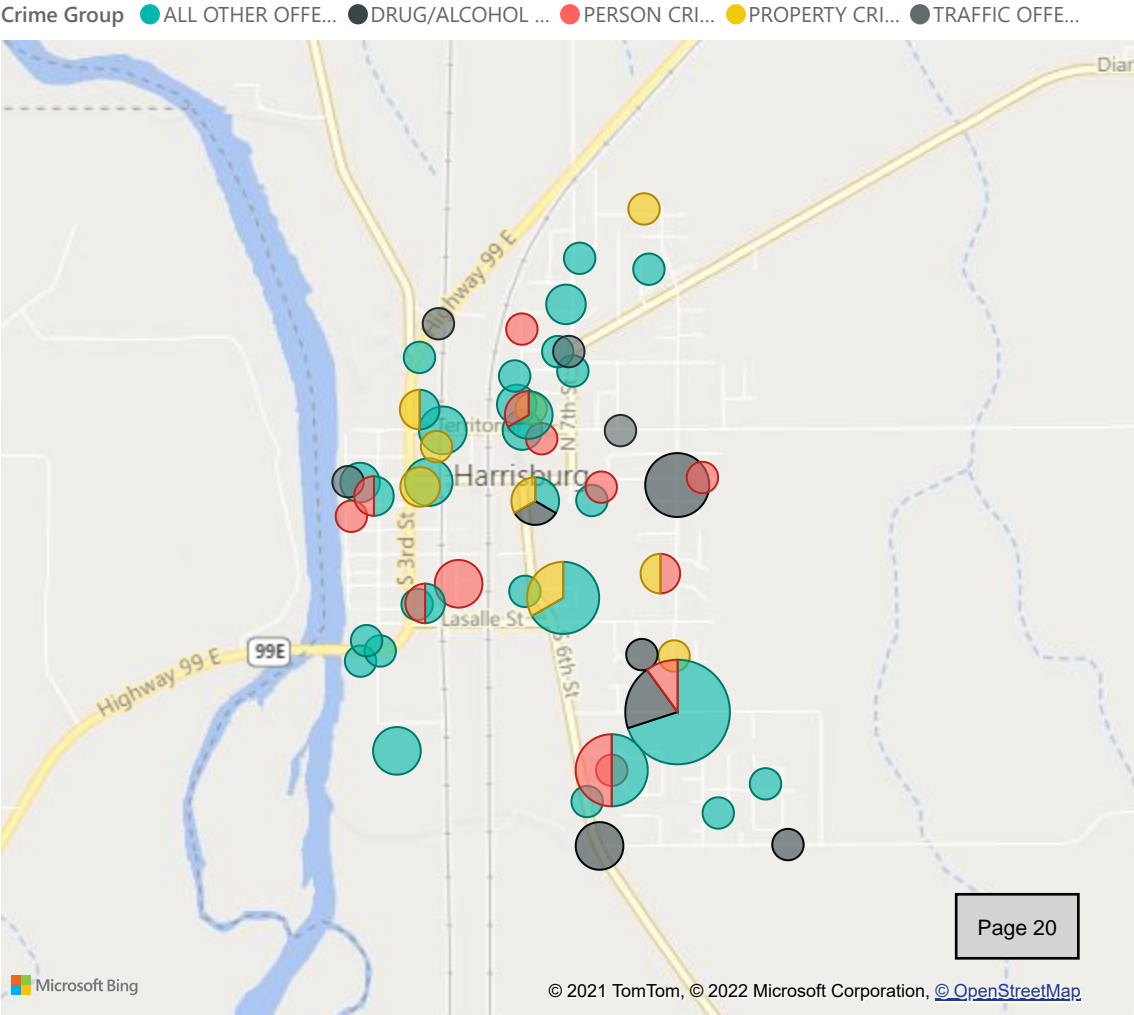 Crime Group ALL OTHER OFFE... DRUG/ALCOHOL ... PERSON CRI... PROPERTY CRI... TRAFFIC OFFE...
Diar
Highway 99 E
Territor
N 7th S
Harrisburg
S 3rd St
Lasalle St
99E
S 6th St
Highway 99 E
Page 20
Microsoft Bing
© 2021 TomTom, © 2022 Microsoft Corporation, © OpenStreetMap